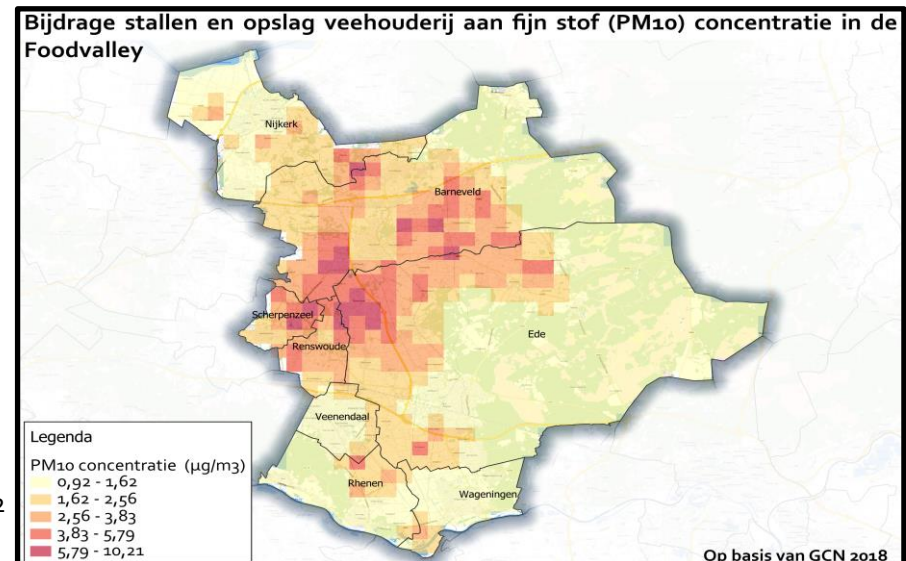 Bijdrage stallen en opslag veehouderij aan fijn stof (PM10) concentratie in de
Foodvalley
Nijkerk
Barneveld
Scherpenzeel
Renswoude
Ede
Veenendaal
Rhenen
Wageningen
Legenda
PM10 concentratie (µg/m3)
0,92 - 1,62
1,62 - 2,56
2,56 - 3,83
3,83 - 5,79
5,79 - 10,21
Op basis van GCN 2018